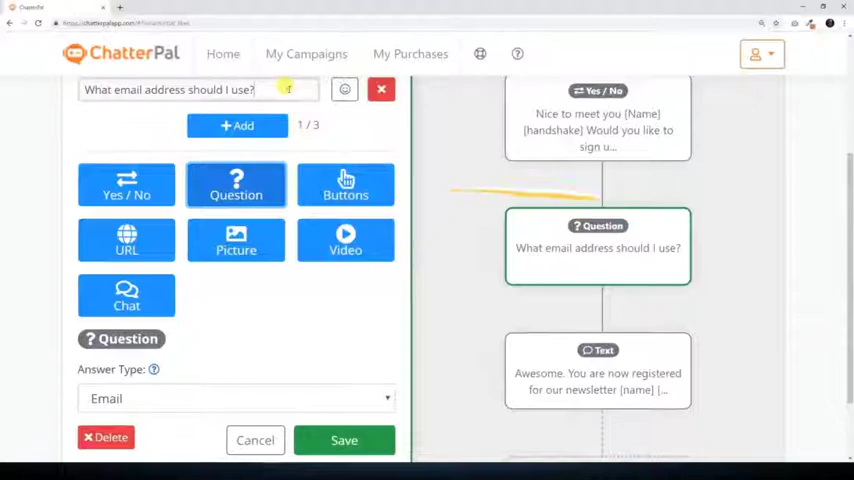 ChatterPal
ChatterPal
Home
My Campaigns
My Purchases
What email address should I use?
+ Add
1 / 3
Yes / No
Question
Buttons
URL
Picture
Video
Chat
? Question
Answer Type:
Email
Delete
Cancel
Save
Yes / No
Nice to meet you [Name]
[handshake] Would you like to
sign u...
? Question
What email address should I use?
Text
Awesome. You are now registered
for our newsletter [name] [...